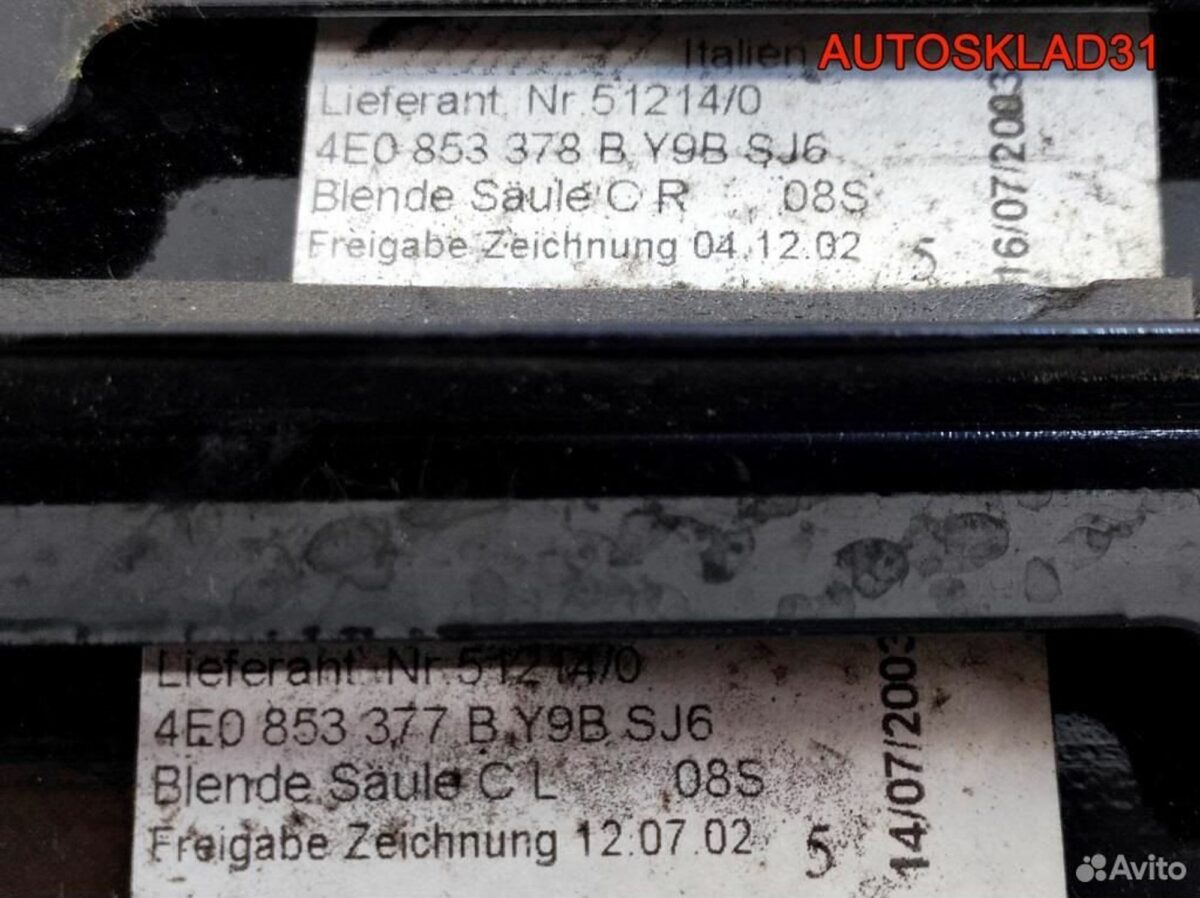 Italien
AUTOSKLAD31
Lieferant Nr.51214/0
4E0 853 378 B Y9B SJ6
Blende Säule C R 08S
Freigabe Zeichnung 04.12.02 5
16/07/2003
Lieferant Nr.51214/0
4E0 853 377 B Y9B SJ6
Blende Säule C L 08S
Freigabe Zeichnung 12.07.02 5
14/07/2003
Avito